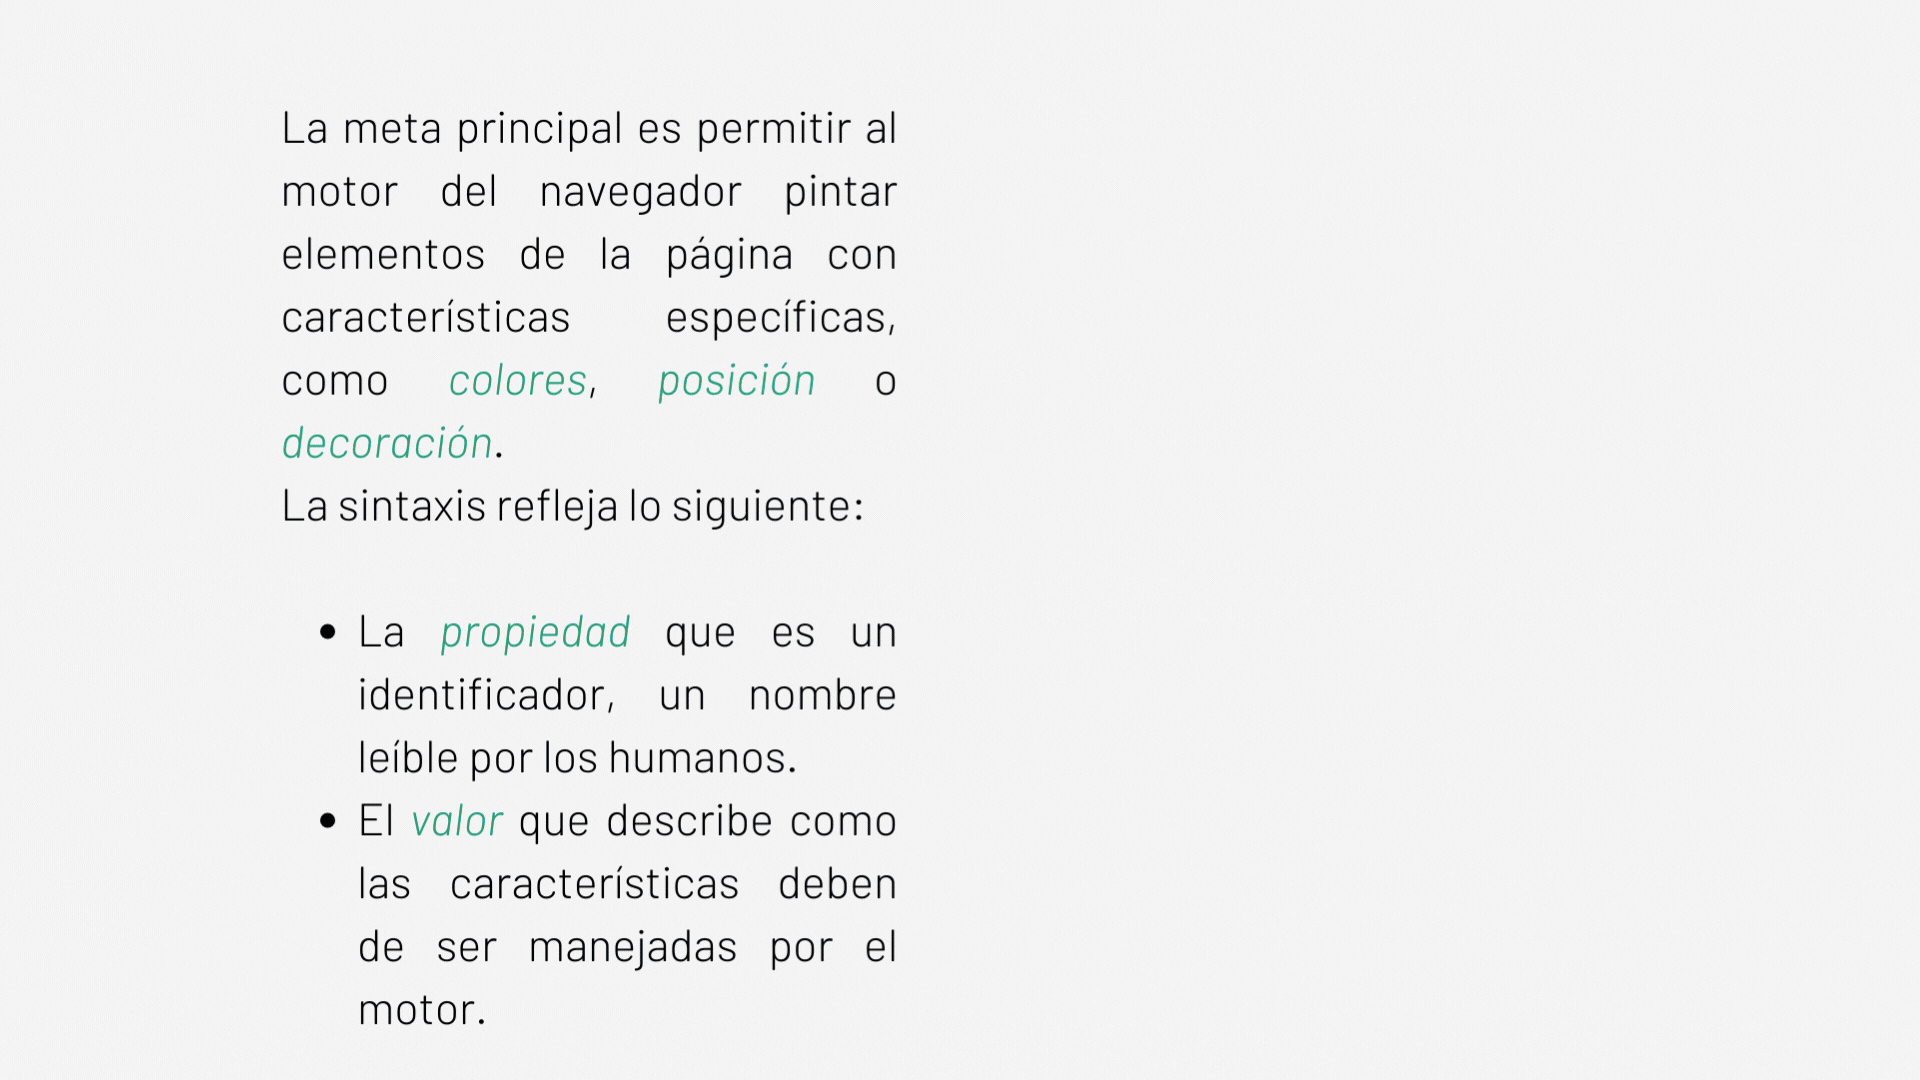 La meta principal es permitir al
motor del navegador pintar
elementos de la página con
características específicas,
como colores, posición o
decoración.
La sintaxis refleja lo siguiente:
• La propiedad que es un
identificador, un nombre
leíble por los humanos.
• El valor que describe como
las características deben
de ser manejadas por el
motor.